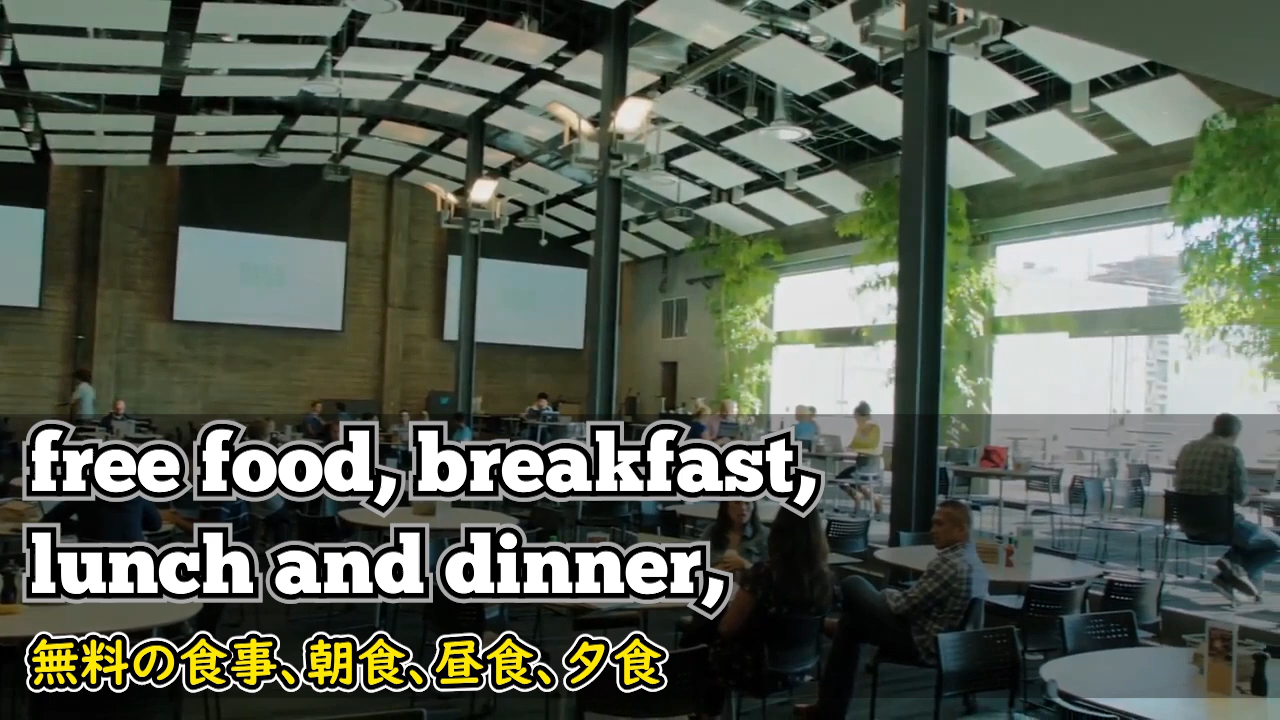 free food, breakfast,
lunch and dinner,
無料の食事、朝食、昼食、夕食